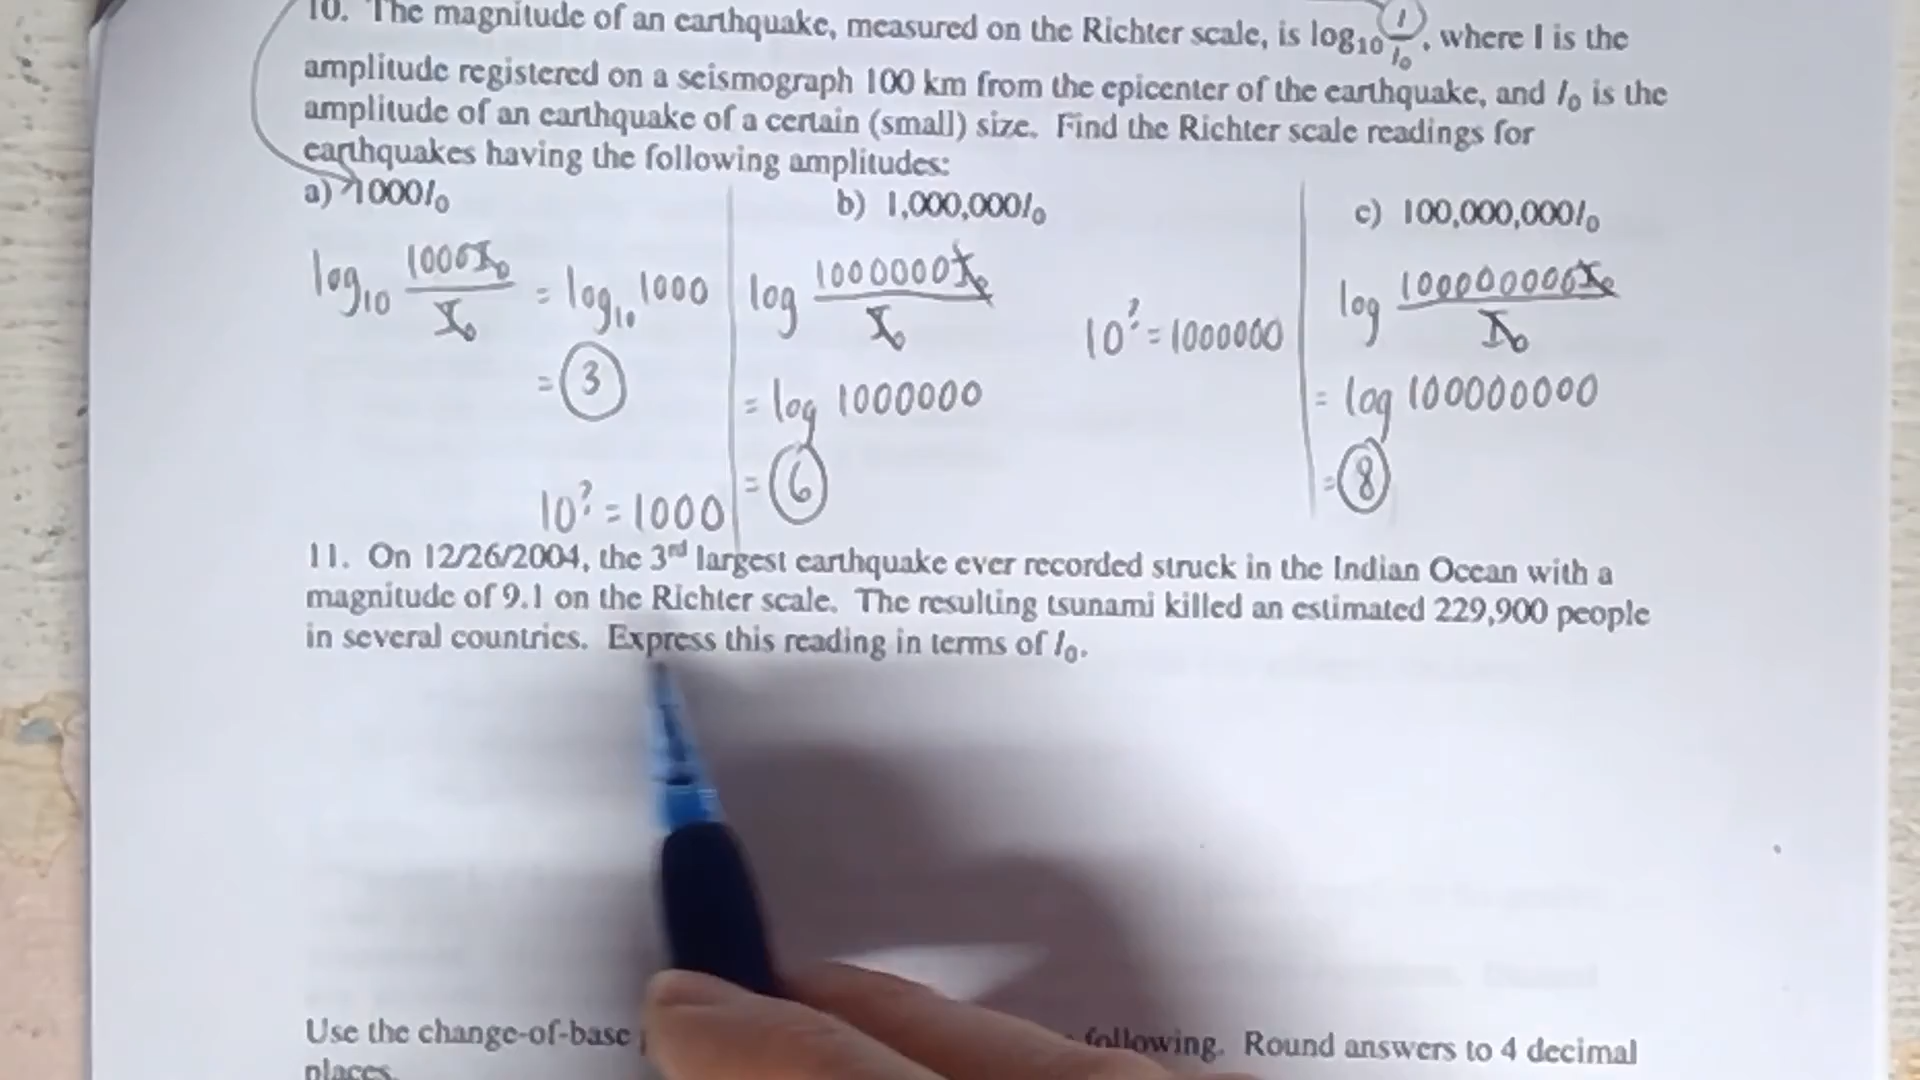 10. The magnitude of an earthquake, measured on the Richter scale, is log₁₀ I/I₀, where I is the
amplitude registered on a seismograph 100 km from the epicenter of the earthquake, and I₀ is the
amplitude of an earthquake of a certain (small) size. Find the Richter scale readings for
earthquakes having the following amplitudes:
a) 1000I₀
b) 1,000,000I₀
c) 100,000,000I₀
log₁₀ 1000I₀/I₀ = log₁₀ 1000
= 3
10^? = 1000
log 1000000I₀/I₀
10^? = 1000000
= log 1000000
= 6
log 100000000I₀/I₀
= log 100000000
= 8
11. On 12/26/2004, the 3rd largest earthquake ever recorded struck in the Indian Ocean with a
magnitude of 9.1 on the Richter scale. The resulting tsunami killed an estimated 229,900 people
in several countries. Express this reading in terms of I₀.
Use the change-of-base following. Round answers to 4 decimal
places.